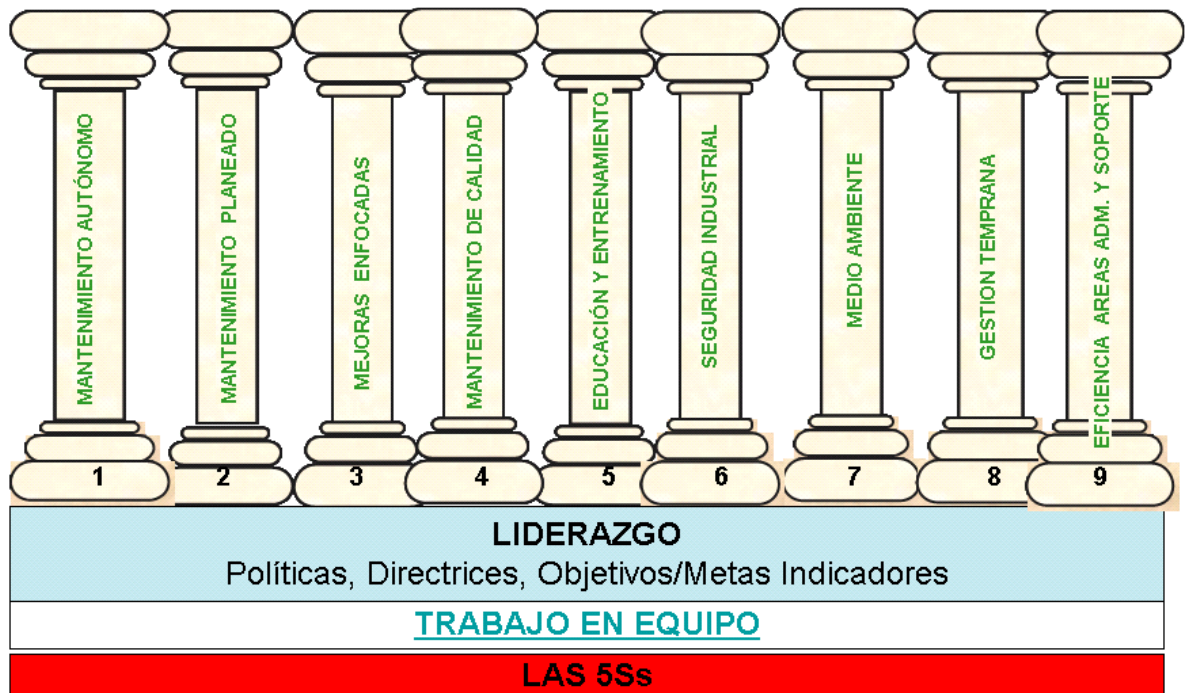 MANTENIMIENTO AUTÓNOMO
MANTENIMIENTO PLANEADO
MEJORAS ENFOCADAS
MANTENIMIENTO DE CALIDAD
EDUCACIÓN Y ENTRENAMIENTO
SEGURIDAD INDUSTRIAL
MEDIO AMBIENTE
GESTION TEMPRANA
EFICIENCIA AREAS ADM. Y SOPORTE
1
2
3
4
5
6
7
8
9
LIDERAZGO
Políticas, Directrices, Objetivos/Metas Indicadores
TRABAJO EN EQUIPO
LAS 5Ss